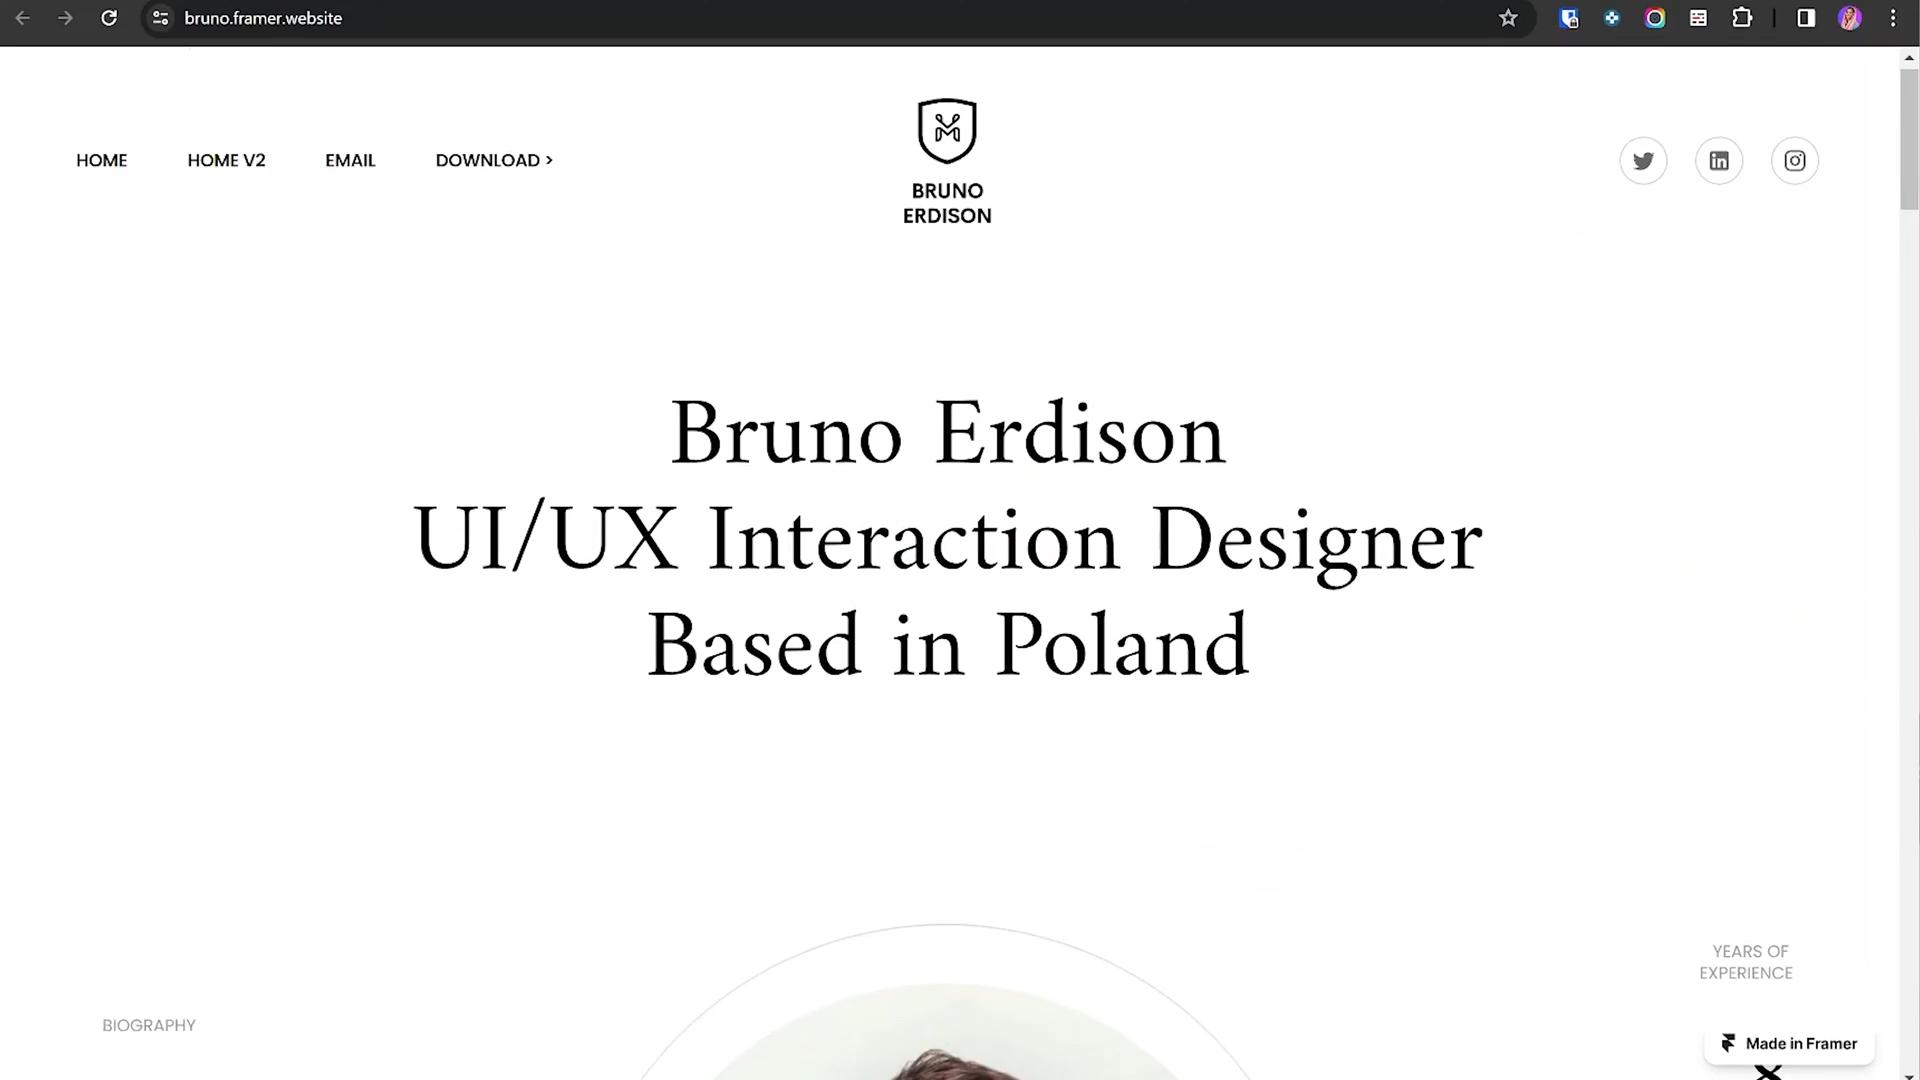 bruno.framer.website
HOME
HOME V2
EMAIL
DOWNLOAD >
BRUNO
ERDISON
Bruno Erdison
UI/UX Interaction Designer
Based in Poland
YEARS OF
EXPERIENCE
BIOGRAPHY
Made in Framer